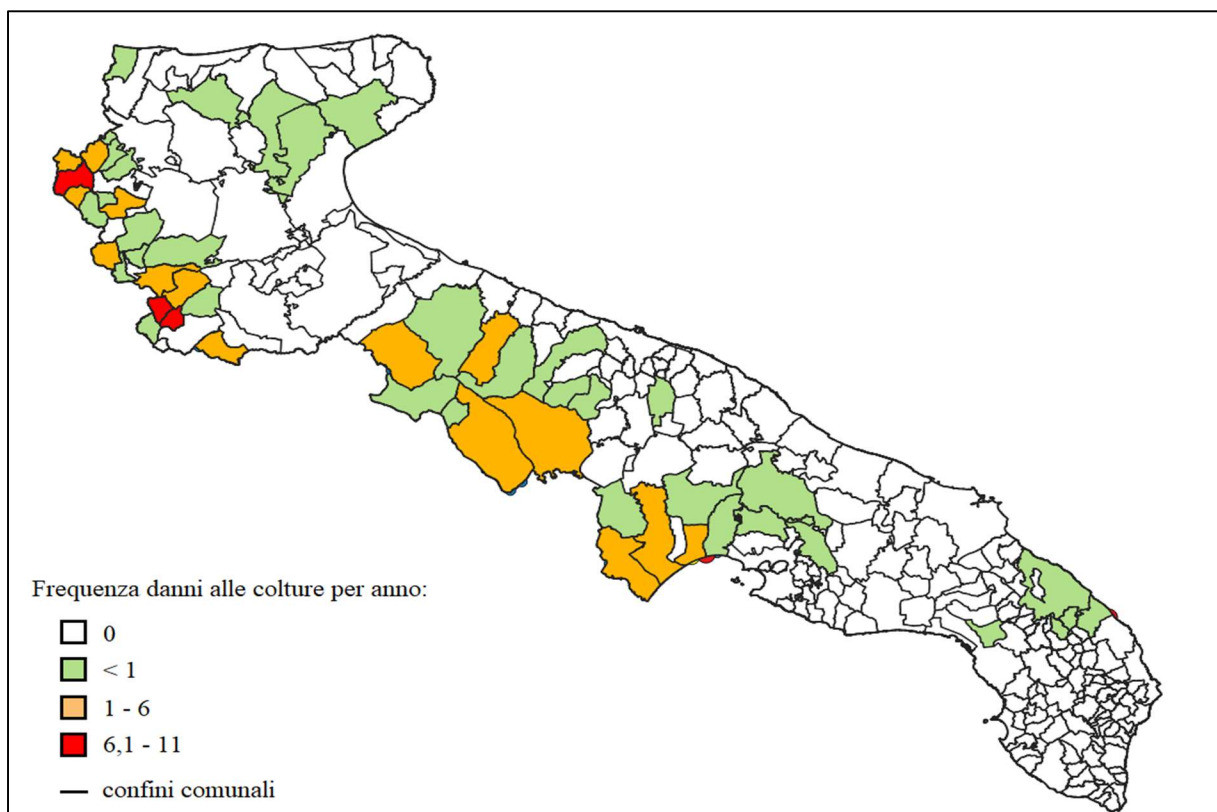 Frequenza danni alle colture per anno:
0
< 1
1 - 6
6,1 - 11
confini comunali